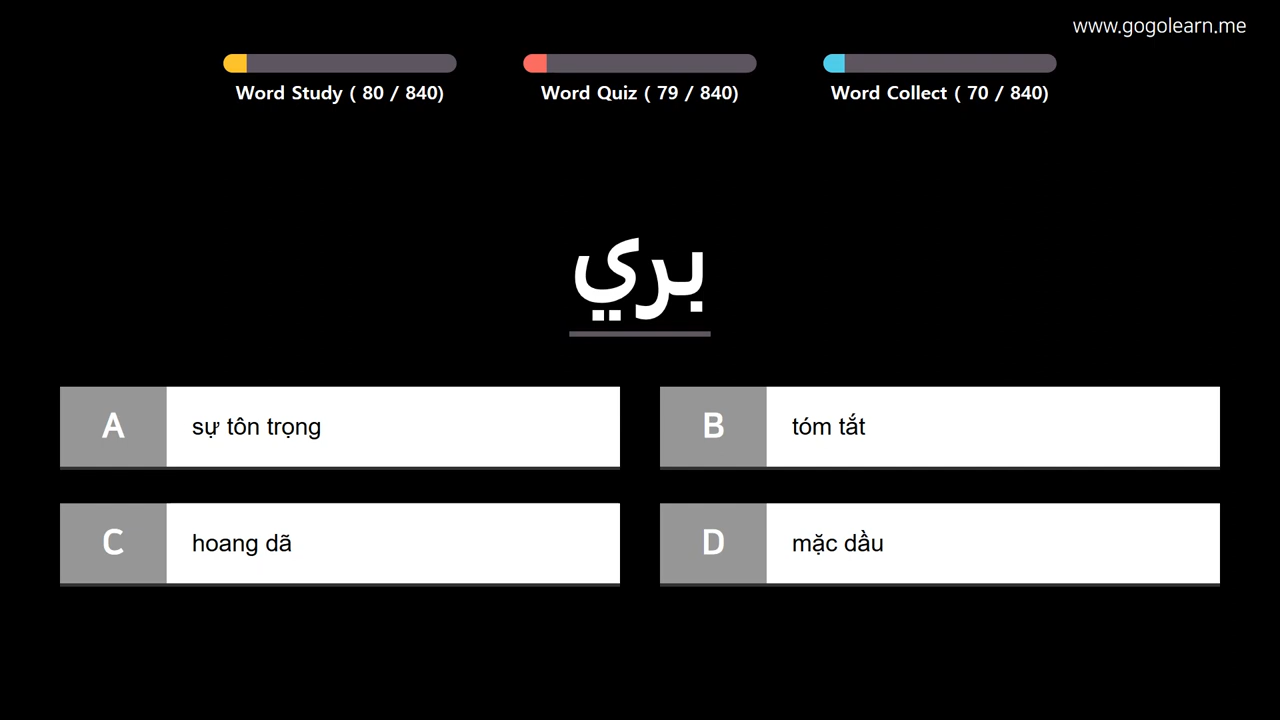 www.gogolearn.me
Word Study ( 80 / 840)
Word Quiz ( 79 / 840)
Word Collect ( 70 / 840)
بري
A
sự tôn trọng
B
tóm tắt
C
hoang dã
D
mặc dầu